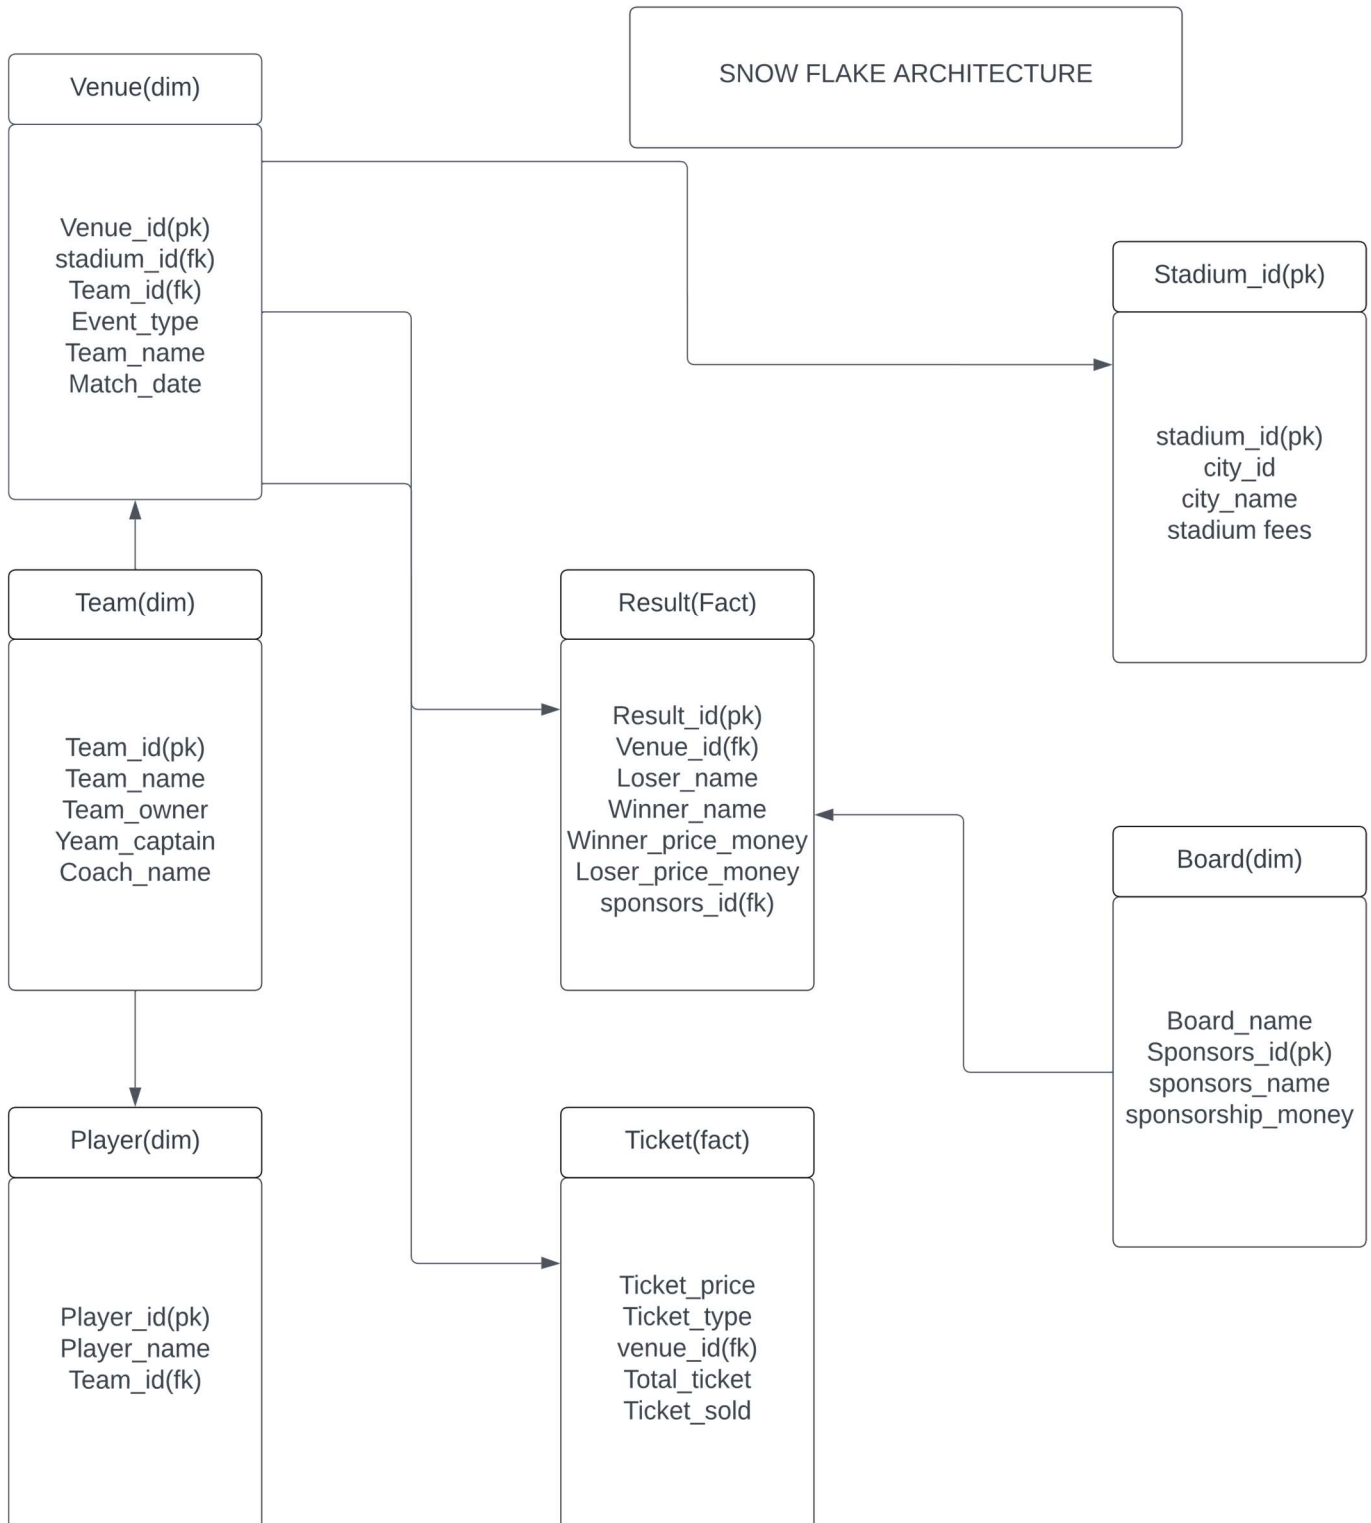 SNOW FLAKE ARCHITECTURE
Venue(dim)
Venue_id(pk)
stadium_id(fk)
Team_id(fk)
Event_type
Team_name
Match_date
Stadium_id(pk)
stadium_id(pk)
city_id
city_name
stadium fees
Team(dim)
Team_id(pk)
Team_name
Team_owner
Yeam_captain
Coach_name
Result(Fact)
Result_id(pk)
Venue_id(fk)
Loser_name
Winner_name
Winner_price_money
Loser_price_money
sponsors_id(fk)
Board(dim)
Board_name
Sponsors_id(pk)
sponsors_name
sponsorship_money
Player(dim)
Player_id(pk)
Player_name
Team_id(fk)
Ticket(fact)
Ticket_price
Ticket_type
venue_id(fk)
Total_ticket
Ticket_sold